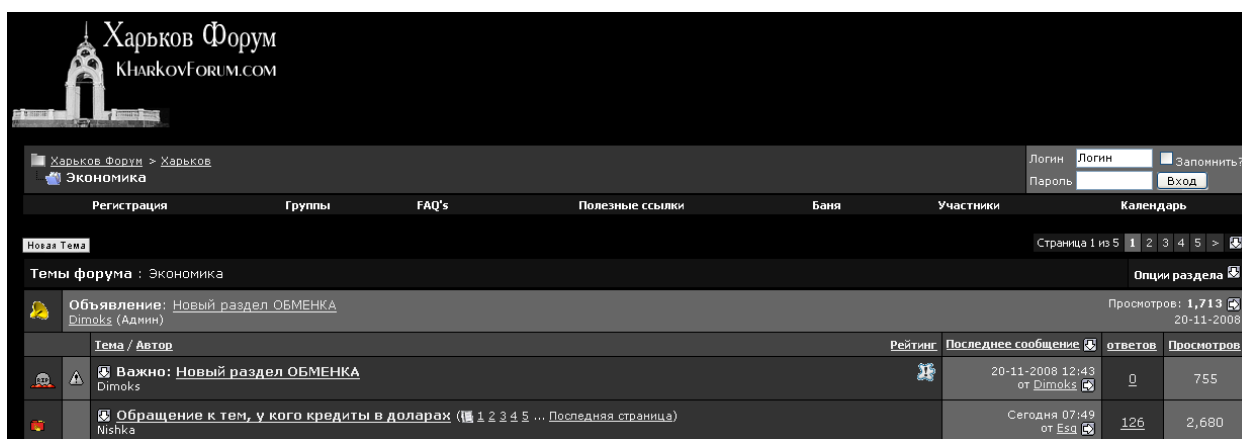 Харьков Форум
KharkovForum.com
Харьков Форум > Харьков
Экономика
Логин Логин Запомнить?
Пароль Вход
Регистрация Группы FAQ's Полезные ссылки Баня Участники Календарь
Новая Тема
Страница 1 из 5 1 2 3 4 5 >
Темы форума : Экономика
Опции раздела
Объявление: Новый раздел ОБМЕНКА
Просмотров: 1,713
Dimoks (Админ)
20-11-2008
Тема / Автор Рейтинг Последнее сообщение ответов Просмотров
Важно: Новый раздел ОБМЕНКА
Dimoks
20-11-2008 12:43
от Dimoks
0
755
Обращение к тем, у кого кредиты в доларах (1 2 3 4 5 ... Последняя страница)
Nishka
Сегодня 07:49
от Esq
126
2,680